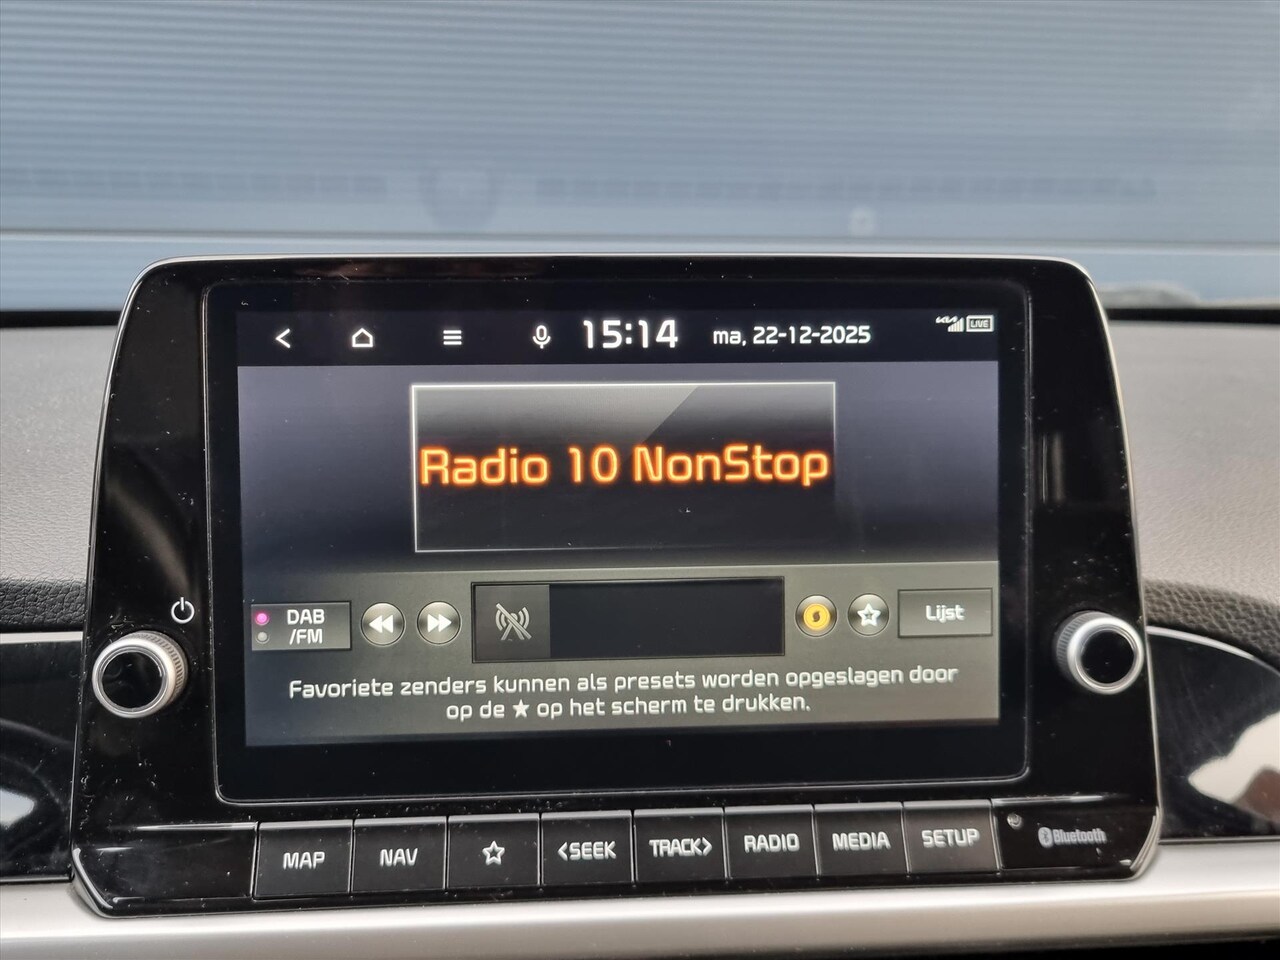 15:14 ma, 22-12-2025 KIA LIVE
Radio 10 NonStop
DAB
/FM
Lijst
Favoriete zenders kunnen als presets worden opgeslagen door
op de ★ op het scherm te drukken.
MAP NAV ☆ <SEEK TRACK> RADIO MEDIA SETUP Bluetooth